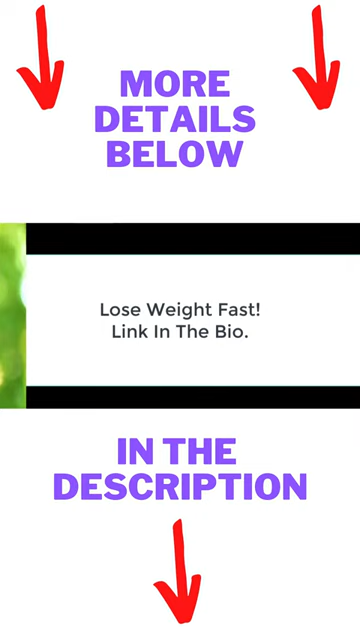 MORE
DETAILS
BELOW
Lose Weight Fast!
Link In The Bio.
IN THE
DESCRIPTION